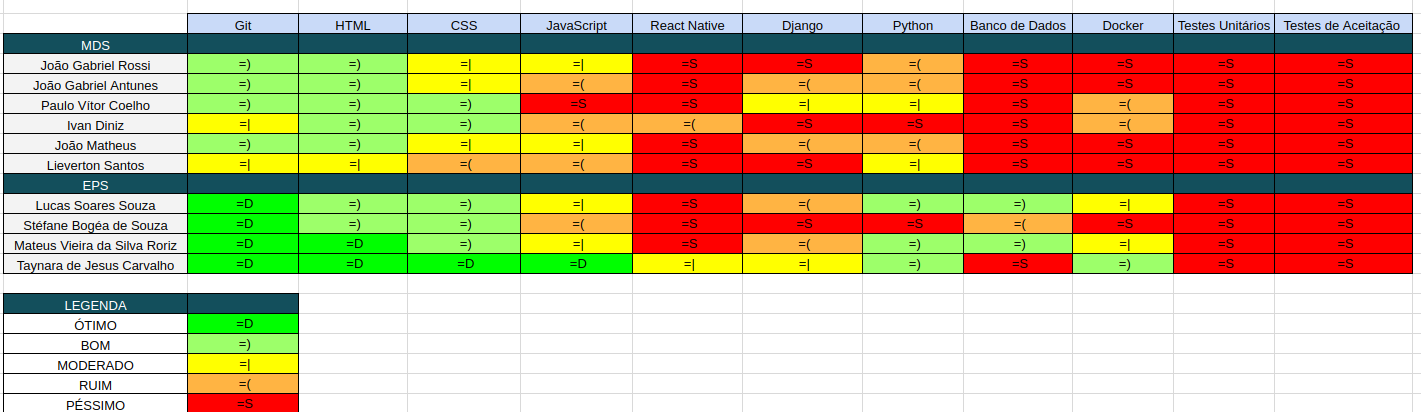 Git HTML CSS JavaScript React Native Django Python Banco de Dados Docker Testes Unitários Testes de Aceitação
MDS
João Gabriel Rossi =) =) =| =| =S =S =( =S =S =S =S
João Gabriel Antunes =) =) =| =( =S =( =( =S =S =S =S
Paulo Vítor Coelho =) =) =) =S =S =| =| =S =( =S =S
Ivan Diniz =| =) =) =( =( =S =S =S =( =S =S
João Matheus =) =) =| =| =S =( =( =S =S =S =S
Lieverton Santos =| =| =( =( =S =S =| =S =S =S =S
EPS
Lucas Soares Souza =D =) =) =| =S =( =) =) =| =S =S
Stéfane Bogéa de Souza =D =) =) =( =S =S =S =( =S =S =S
Mateus Vieira da Silva Roriz =D =D =) =| =S =( =) =) =| =S =S
Taynara de Jesus Carvalho =D =D =D =D =| =| =) =S =) =S =S
LEGENDA
ÓTIMO =D
BOM =)
MODERADO =|
RUIM =(
PÉSSIMO =S